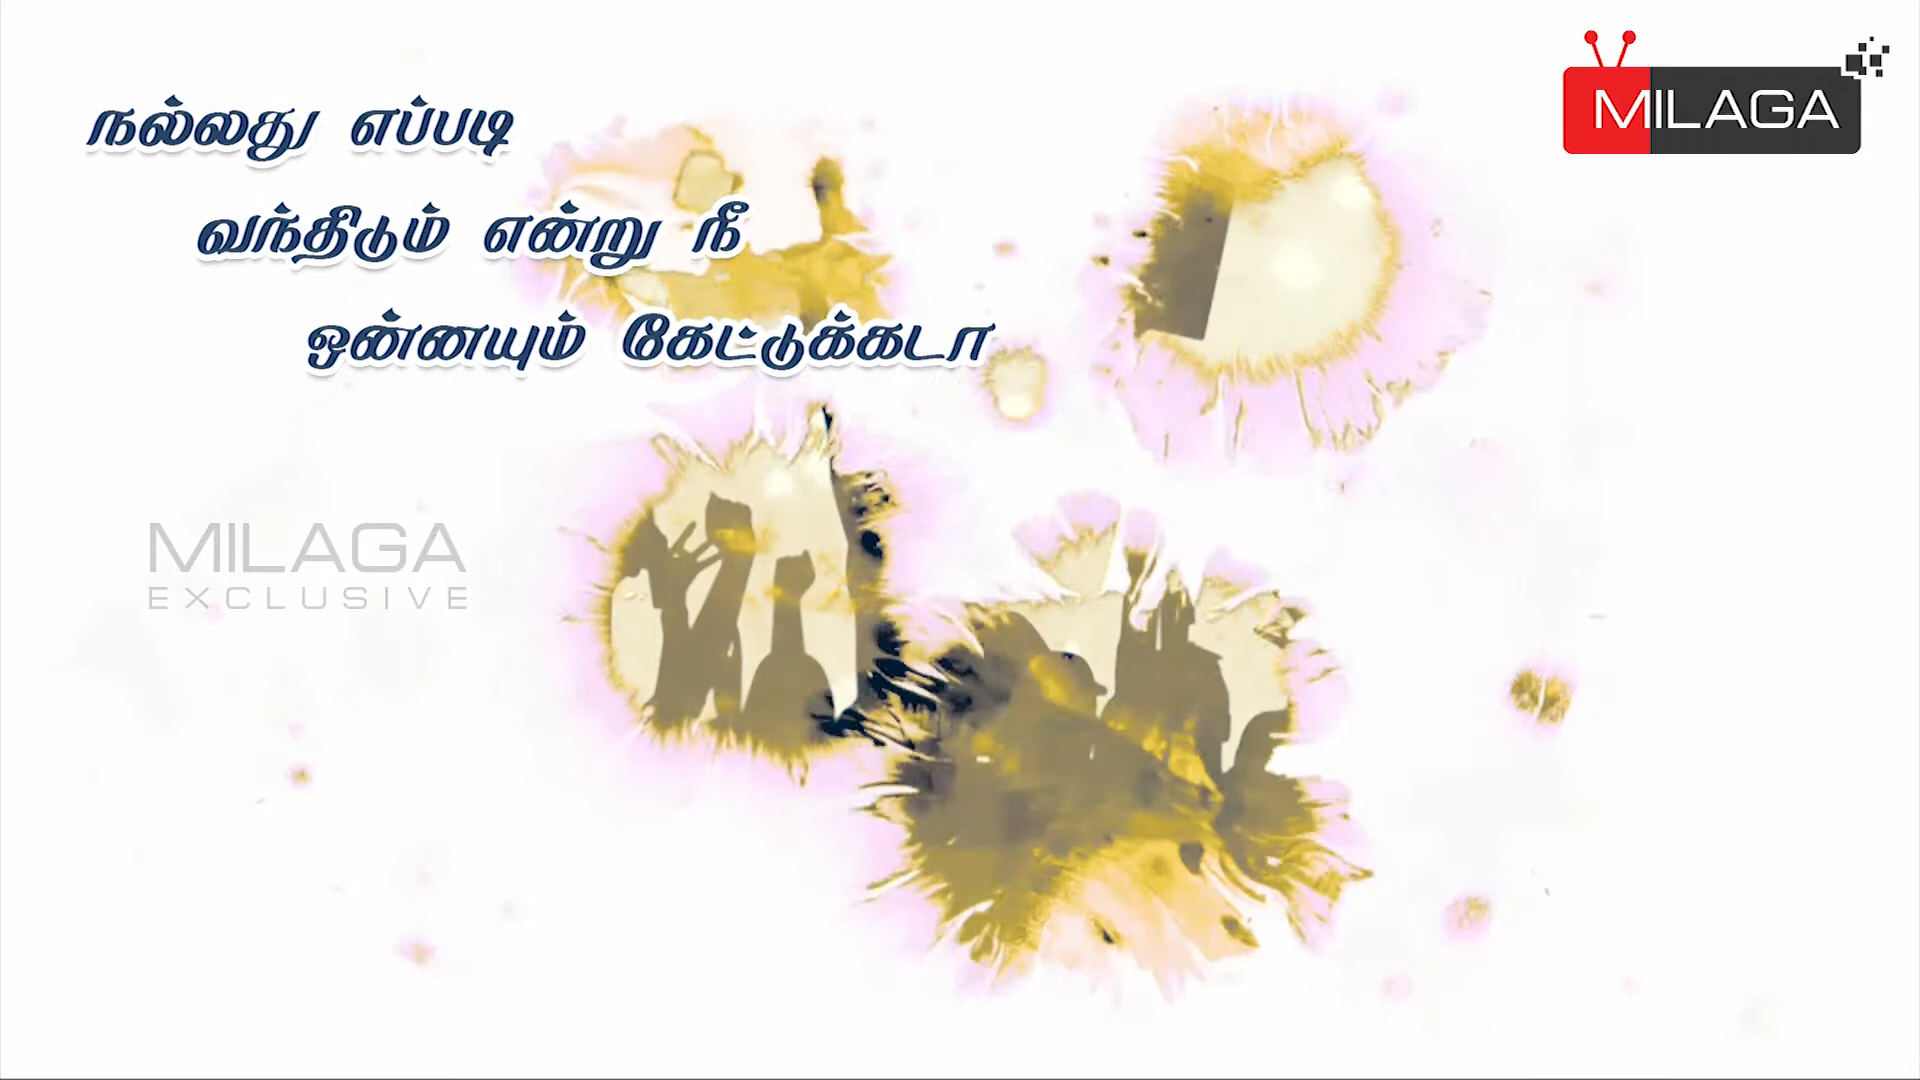 நல்லது எப்படி
வந்திடும் என்று நீ
ஒன்னயும் கேட்டுக்கடா
MILAGA
MILAGA
EXCLUSIVE